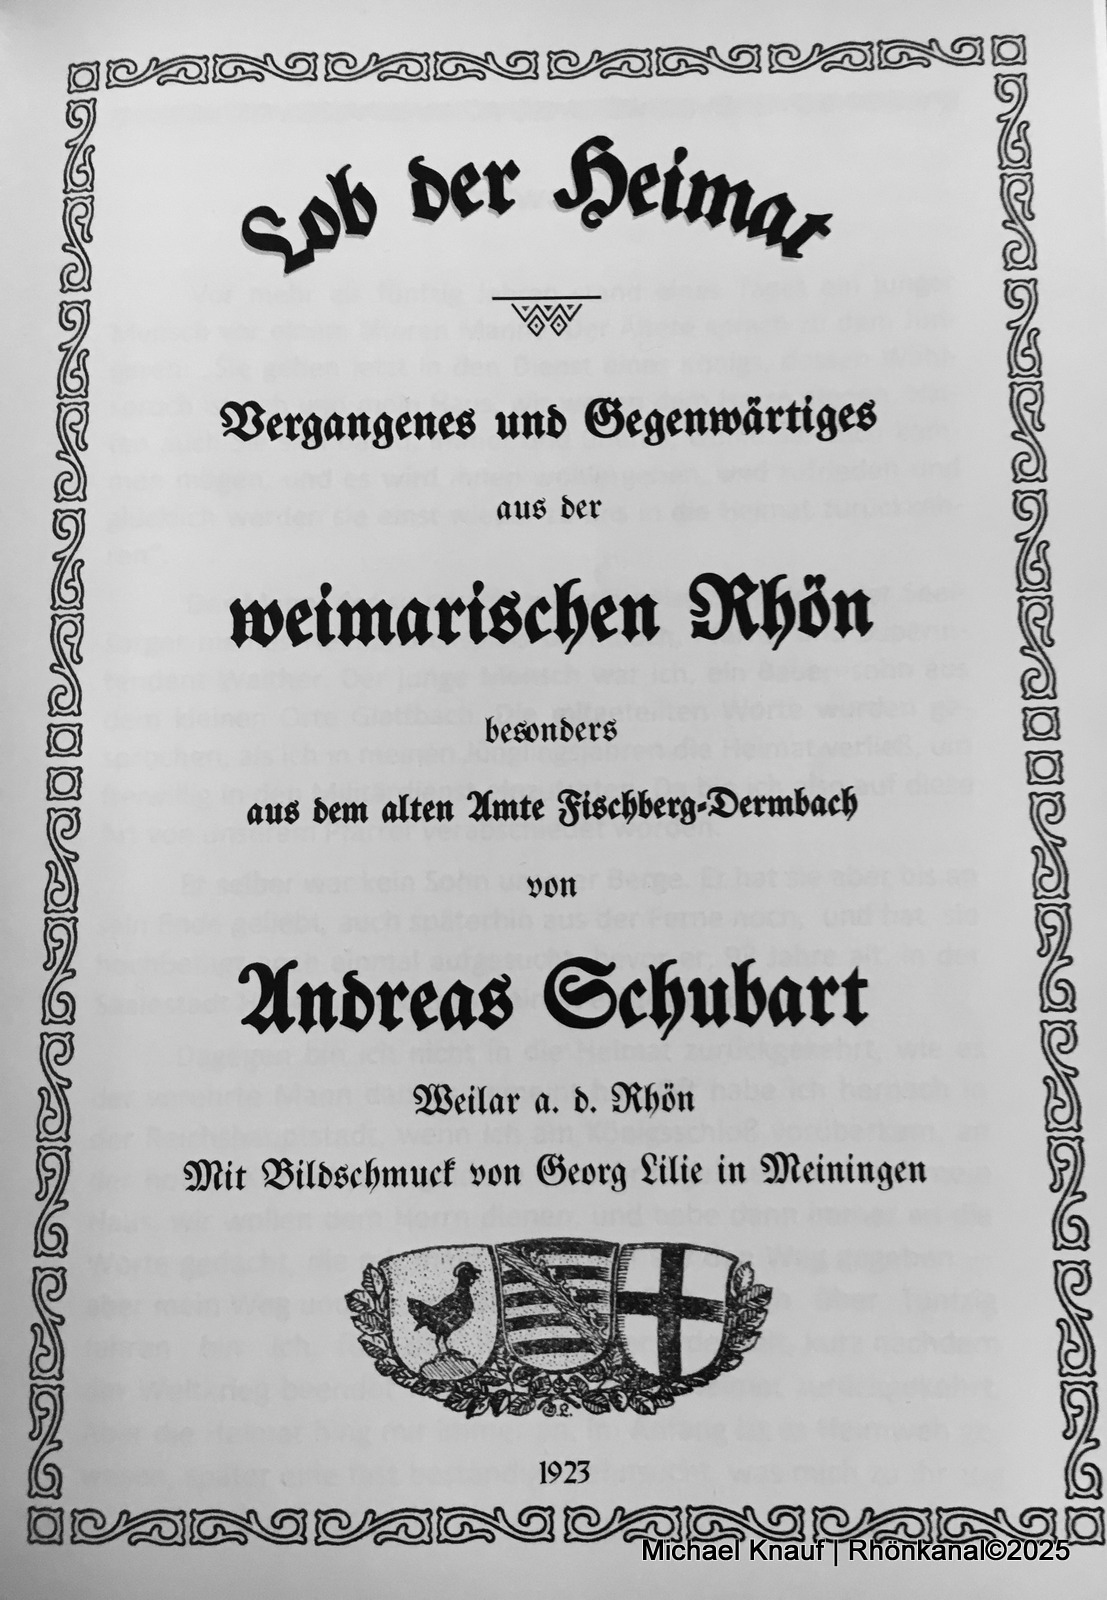 Lob der Heimat
Vergangenes und Gegenwärtiges
aus der
weimarischen Rhön
besonders
aus dem alten Amte Fischberg-Dermbach
von
Andreas Schubart
Weilar a. d. Rhön
Mit Bildschmuck von Georg Lilie in Meiningen
G.L.
1923
Michael Knauf | Rhönkanal©2025